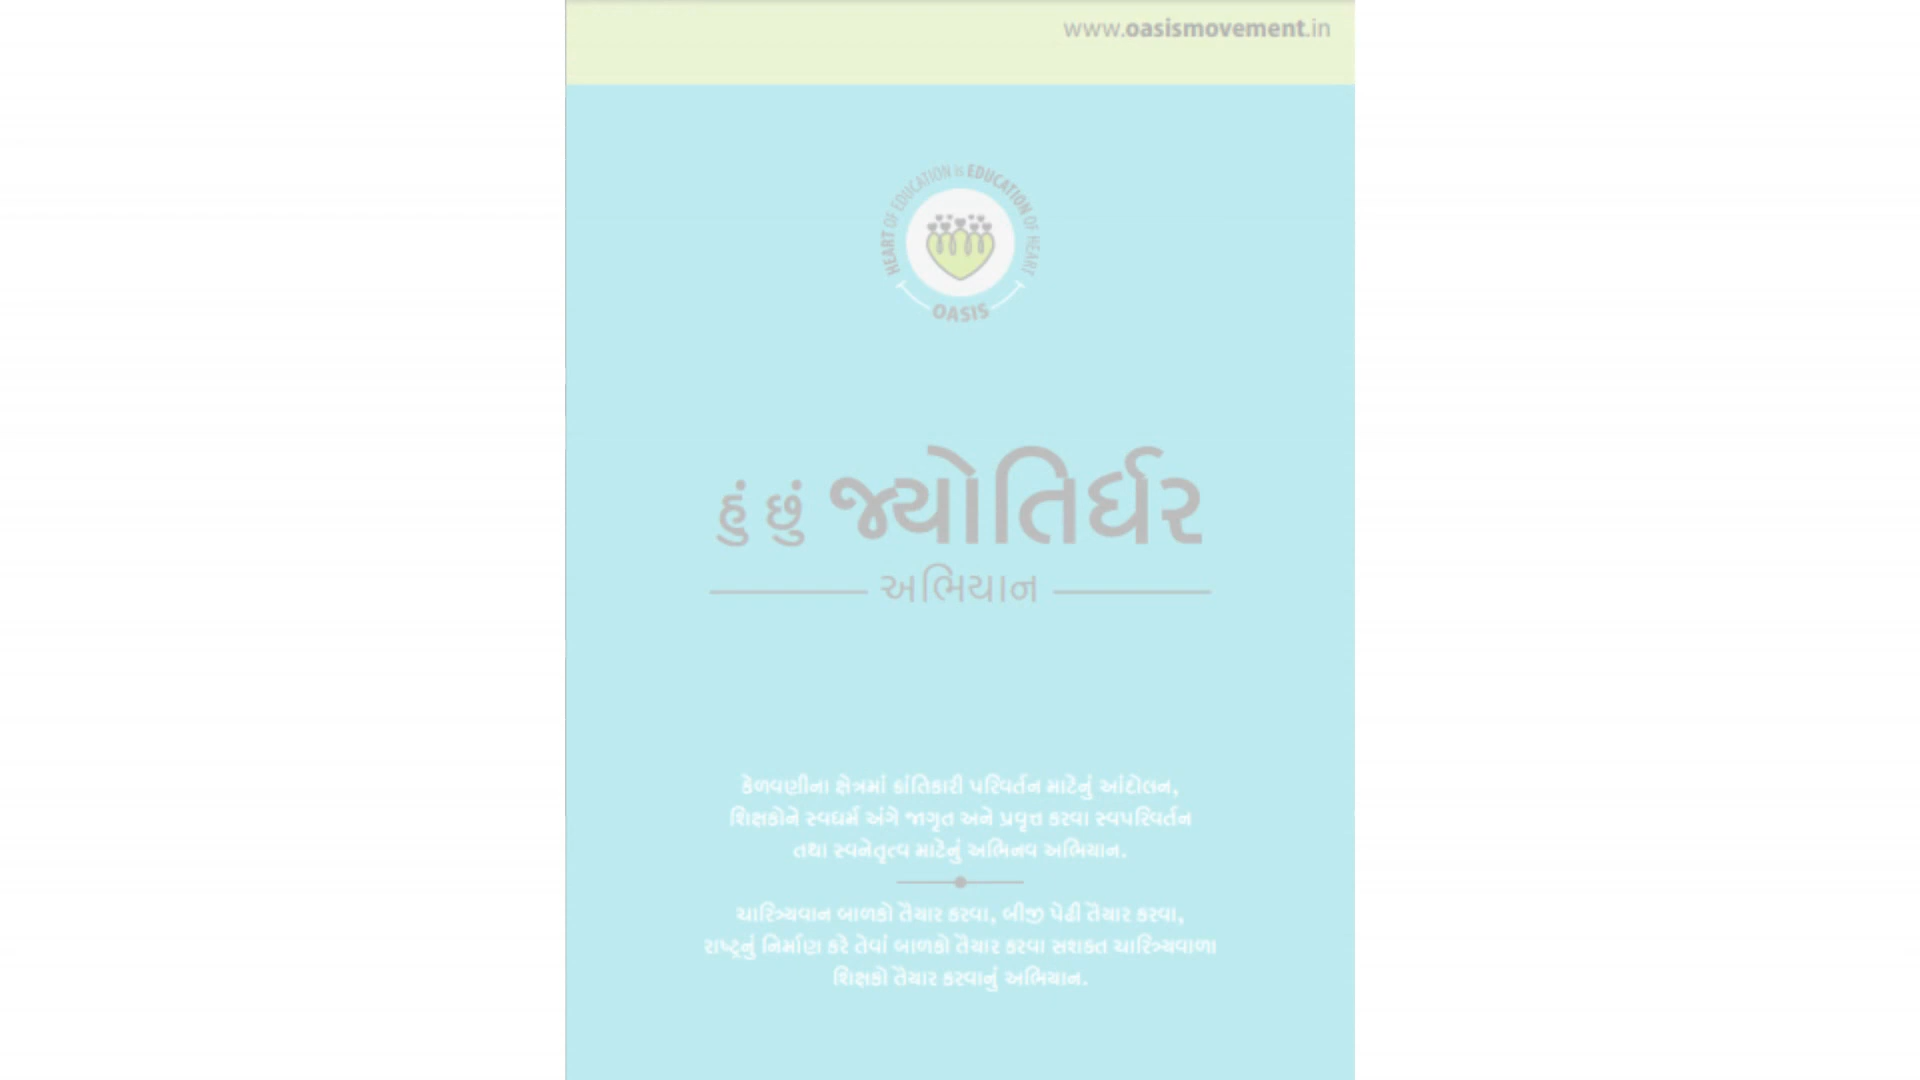 www.oasismovement.in
HEART OF EDUCATION is EDUCATION OF HEART
OASIS
હું છું જ્યોતિર્ધર
અભિયાન
કેળવણીના ક્ષેત્રમાં ક્રાંતિકારી પરિવર્તન માટેનું આંદોલન,
શિક્ષકોને સ્વધર્મ અંગે જાગૃત અને પ્રવૃત્ત કરવા સ્વપરિવર્તન
તથા સ્વનેતૃત્વ માટેનું અભિનવ અભિયાન.
ચારિત્ર્યવાન બાળકો તૈયાર કરવા, બીજી પેઢી તૈયાર કરવા,
રાષ્ટ્રનું નિર્માણ કરે તેવાં બાળકો તૈયાર કરવા સશક્ત ચારિત્ર્યવાળા
શિક્ષકો તૈયાર કરવાનું અભિયાન.